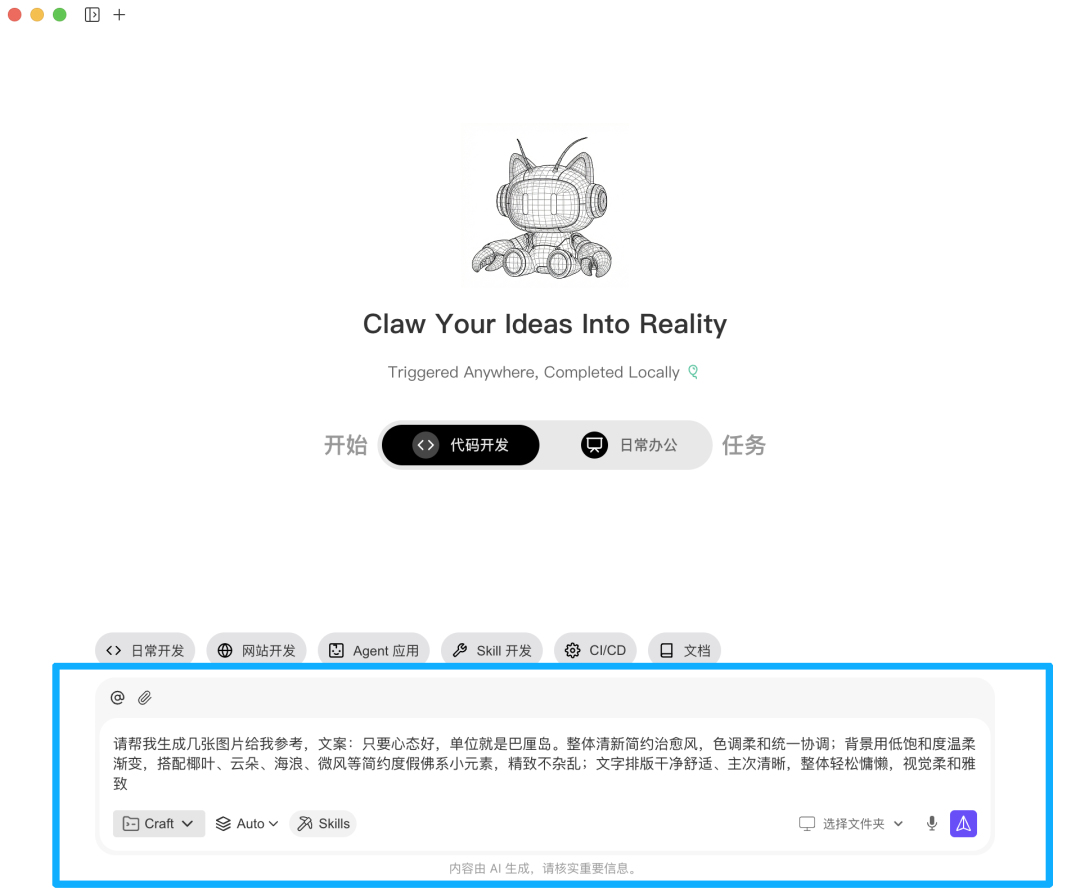 Claw Your Ideas Into Reality
Triggered Anywhere, Completed Locally
开始 代码开发 日常办公 任务
日常开发 网站开发 Agent 应用 Skill 开发 CI/CD 文档
请帮我生成几张图片给我参考，文案：只要心态好，单位就是巴厘岛。整体清新简约治愈风，色调柔和统一协调；背景用低饱和度温柔
渐变，搭配椰叶、云朵、海浪、微风等简约度假佛系小元素，精致不杂乱；文字排版干净舒适、主次清晰，整体轻松慵懒，视觉柔和雅
致
Craft Auto Skills 选择文件夹
内容由 AI 生成，请核实重要信息。